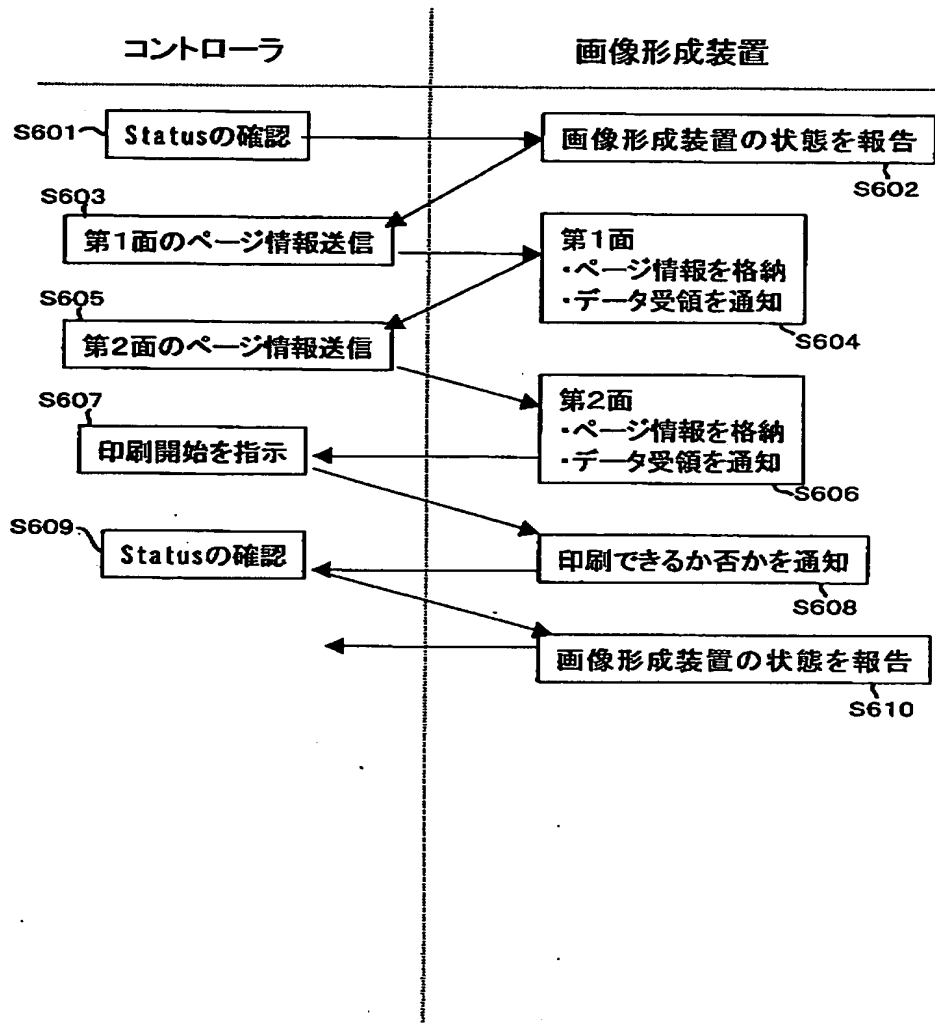 コントローラ
画像形成装置
S601
Statusの確認
画像形成装置の状態を報告
S602
S603
第1面のページ情報送信
第1面
・ページ情報を格納
・データ受領を通知
S604
S605
第2面のページ情報送信
第2面
・ページ情報を格納
・データ受領を通知
S606
S607
印刷開始を指示
印刷できるか否かを通知
S608
S609
Statusの確認
画像形成装置の状態を報告
S610